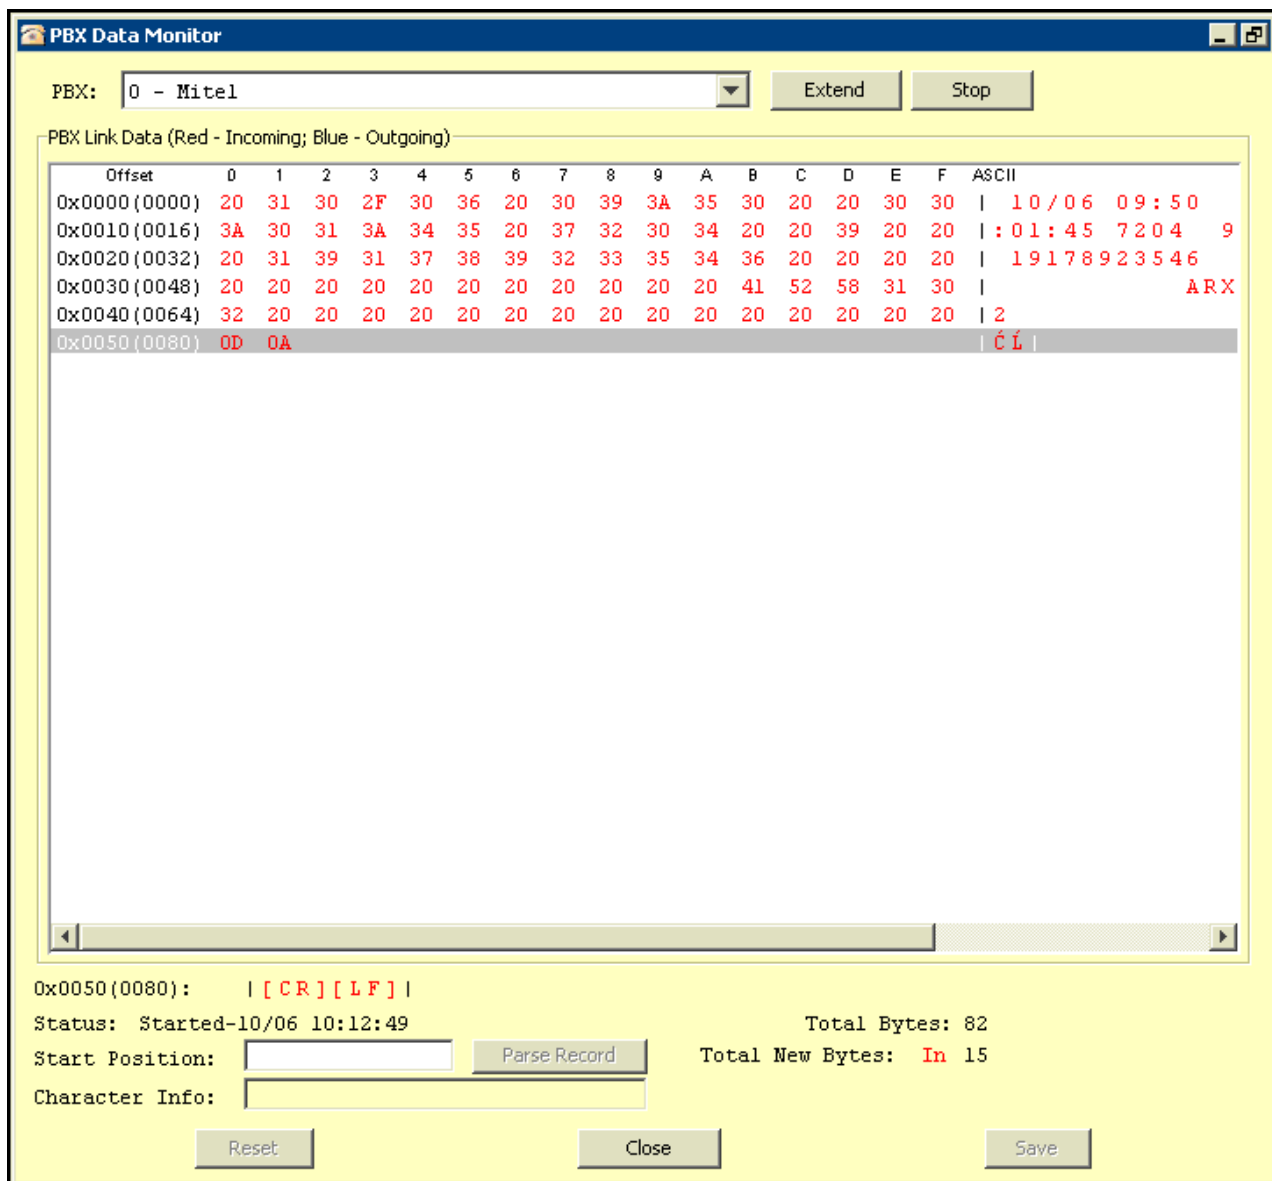 PBX Data Monitor
PBX: 0 - Mitel Extend Stop
PBX Link Data (Red - Incoming; Blue - Outgoing)
Offset 0 1 2 3 4 5 6 7 8 9 A B C D E F ASCII
0x0000(0000) 20 31 30 2F 30 36 20 30 39 3A 35 30 20 20 30 30 | 10/06 09:50
0x0010(0016) 3A 30 31 3A 34 35 20 37 32 30 34 20 20 39 20 20 |:01:45 7204  9
0x0020(0032) 20 31 39 31 37 38 39 32 33 35 34 36 20 20 20 20 | 19178923546
0x0030(0048) 20 20 20 20 20 20 20 20 20 20 20 41 52 58 31 30 |           ARX
0x0040(0064) 32 20 20 20 20 20 20 20 20 20 20 20 20 20 20 20 |2
0x0050(0080) 0D 0A |ĆĹ|
0x0050(0080): |[CR][LF]|
Status: Started-10/06 10:12:49 Total Bytes: 82
Start Position: Parse Record Total New Bytes: In 15
Character Info:
Reset Close Save